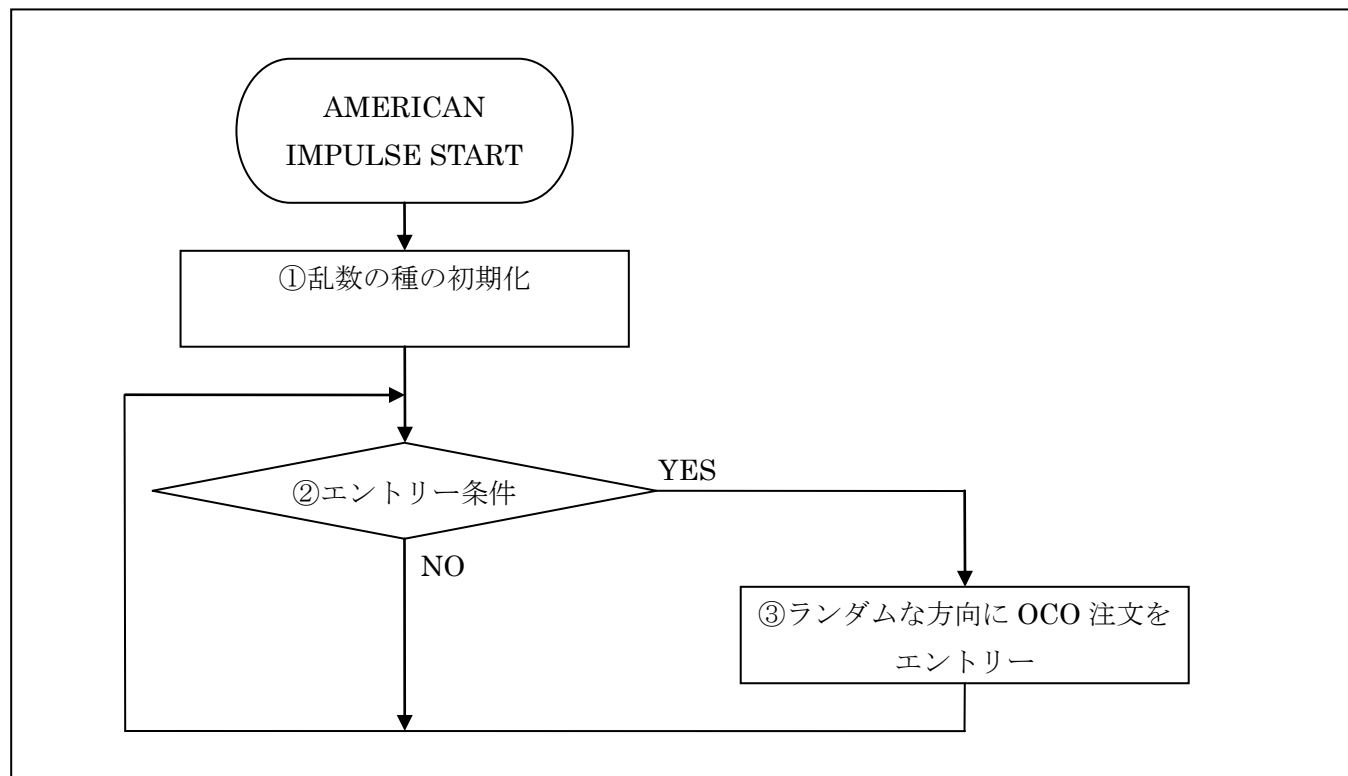 AMERICAN
IMPULSE START
①乱数の種の初期化
②エントリー条件
YES
NO
③ランダムな方向に OCO 注文を
エントリー